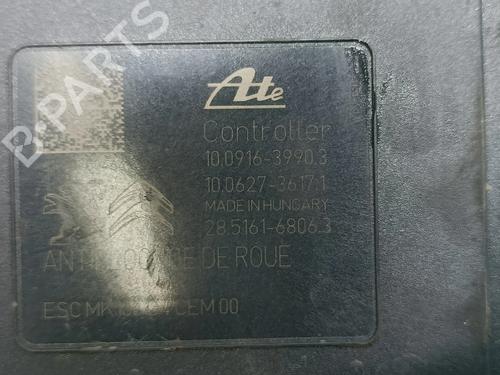 B-PARTS
Ate
Controller
10.0916-3990.3
10.0627-3617.1
MADE IN HUNGARY
28.5161-6806.3
DE ROUE
ESC CEM 00